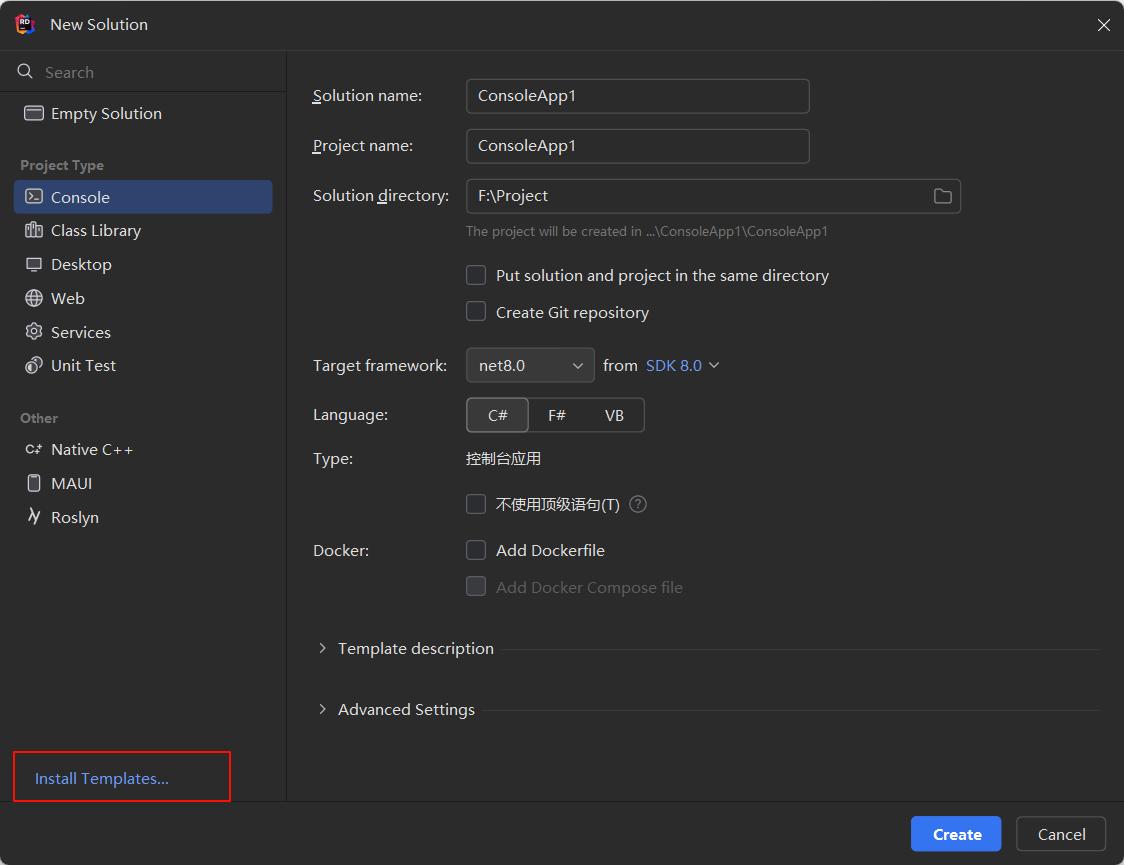 New Solution
Search
Empty Solution
Project Type
Console
Class Library
Desktop
Web
Services
Unit Test
Other
Native C++
MAUI
Roslyn
Install Templates...
Solution name: ConsoleApp1
Project name: ConsoleApp1
Solution directory: F:\Project
The project will be created in ...\ConsoleApp1\ConsoleApp1
Put solution and project in the same directory
Create Git repository
Target framework: net8.0 from SDK 8.0
Language: C# F# VB
Type: 控制台应用
不使用顶级语句(T) ?
Docker: Add Dockerfile
Add Docker Compose file
Template description
Advanced Settings
Create Cancel